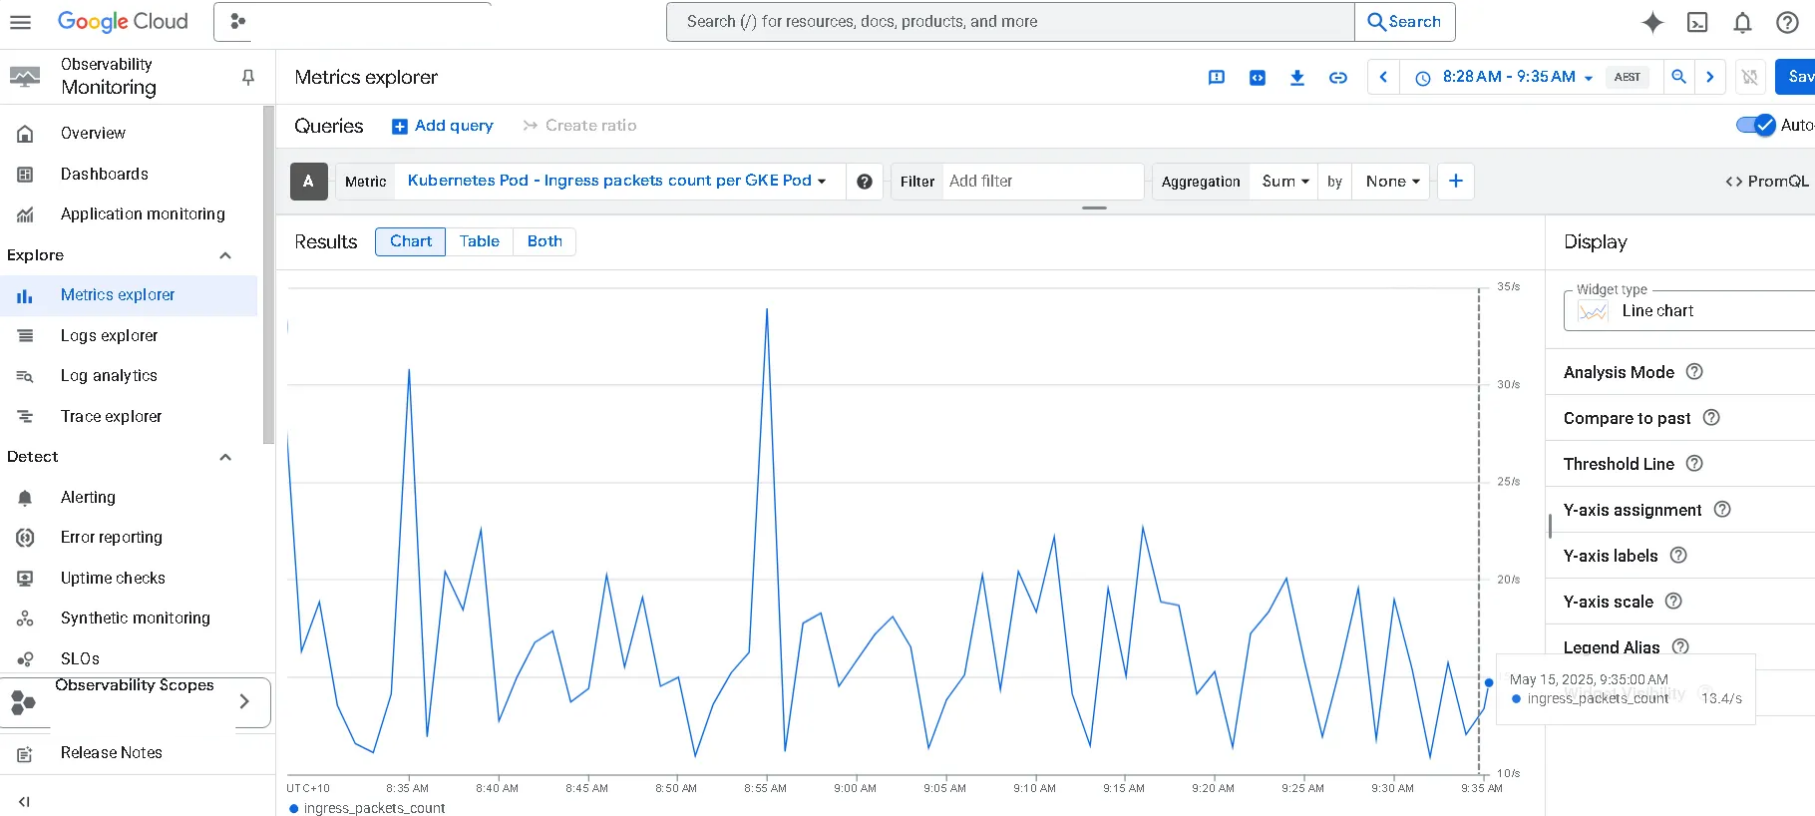 Google Cloud
Search (/) for resources, docs, products, and more
Search
Observability
Monitoring
Metrics explorer
8:28 AM - 9:35 AM
AEST
Sav
Overview
Dashboards
Application monitoring
Explore
Metrics explorer
Logs explorer
Log analytics
Trace explorer
Detect
Alerting
Error reporting
Uptime checks
Synthetic monitoring
SLOs
Observability Scopes
Release Notes
Queries
Add query
Create ratio
Auto-
A
Metric
Kubernetes Pod - Ingress packets count per GKE Pod
Filter
Add filter
Aggregation
Sum
by
None
<> PromQL
Results
Chart
Table
Both
35/s
30/s
25/s
20/s
10/s
UTC+10
8:35 AM
8:40 AM
8:45 AM
8:50 AM
8:55 AM
9:00 AM
9:05 AM
9:10 AM
9:15 AM
9:20 AM
9:25 AM
9:30 AM
9:35 AM
ingress_packets_count
Display
Widget type
Line chart
Analysis Mode
Compare to past
Threshold Line
Y-axis assignment
Y-axis labels
Y-axis scale
Legend Alias
Widget Visibility
May 15, 2025, 9:35:00 AM
ingress_packets_count 13.4/s